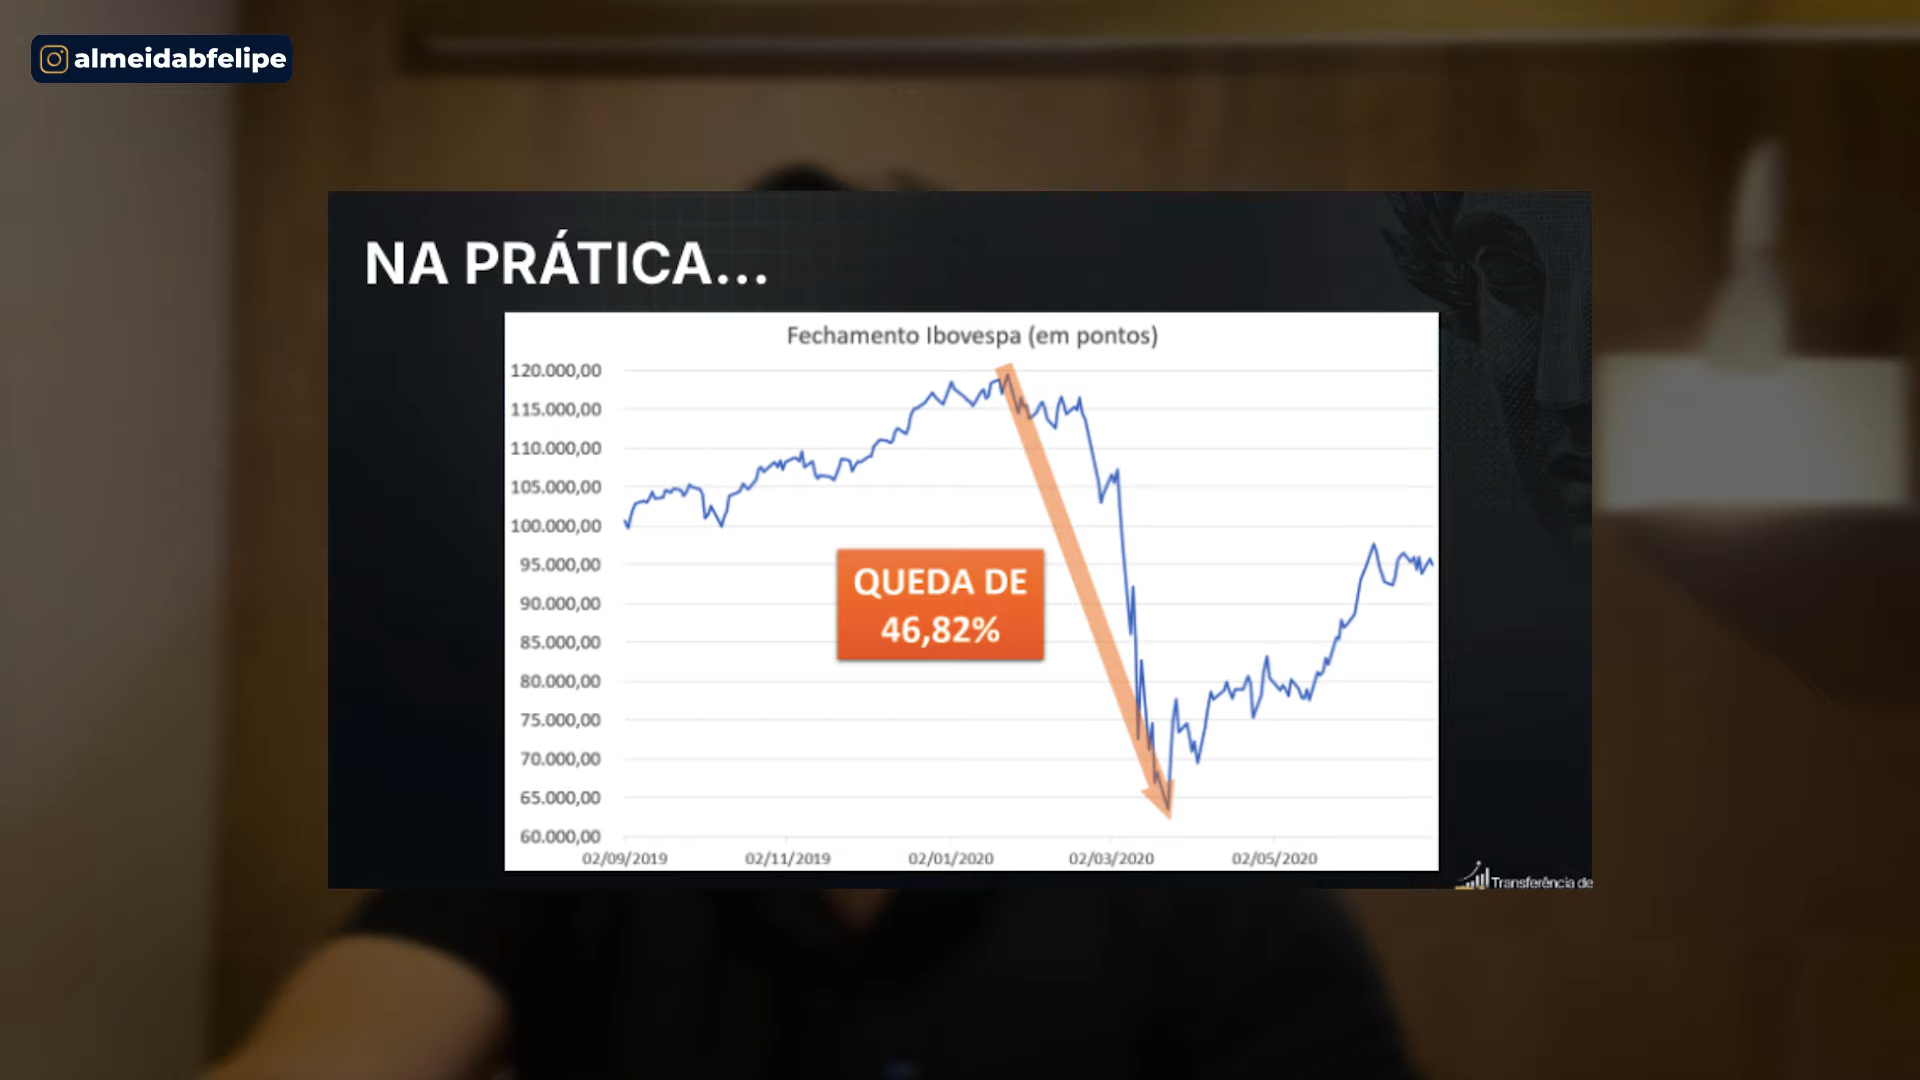 almeidabfelipe
NA PRÁTICA...
Fechamento Ibovespa (em pontos)
120.000,00
115.000,00
110.000,00
105.000,00
100.000,00
95.000,00
90.000,00
85.000,00
80.000,00
75.000,00
70.000,00
65.000,00
60.000,00
QUEDA DE
46,82%
02/09/2019 02/11/2019 02/01/2020 02/03/2020 02/05/2020
Transferência de